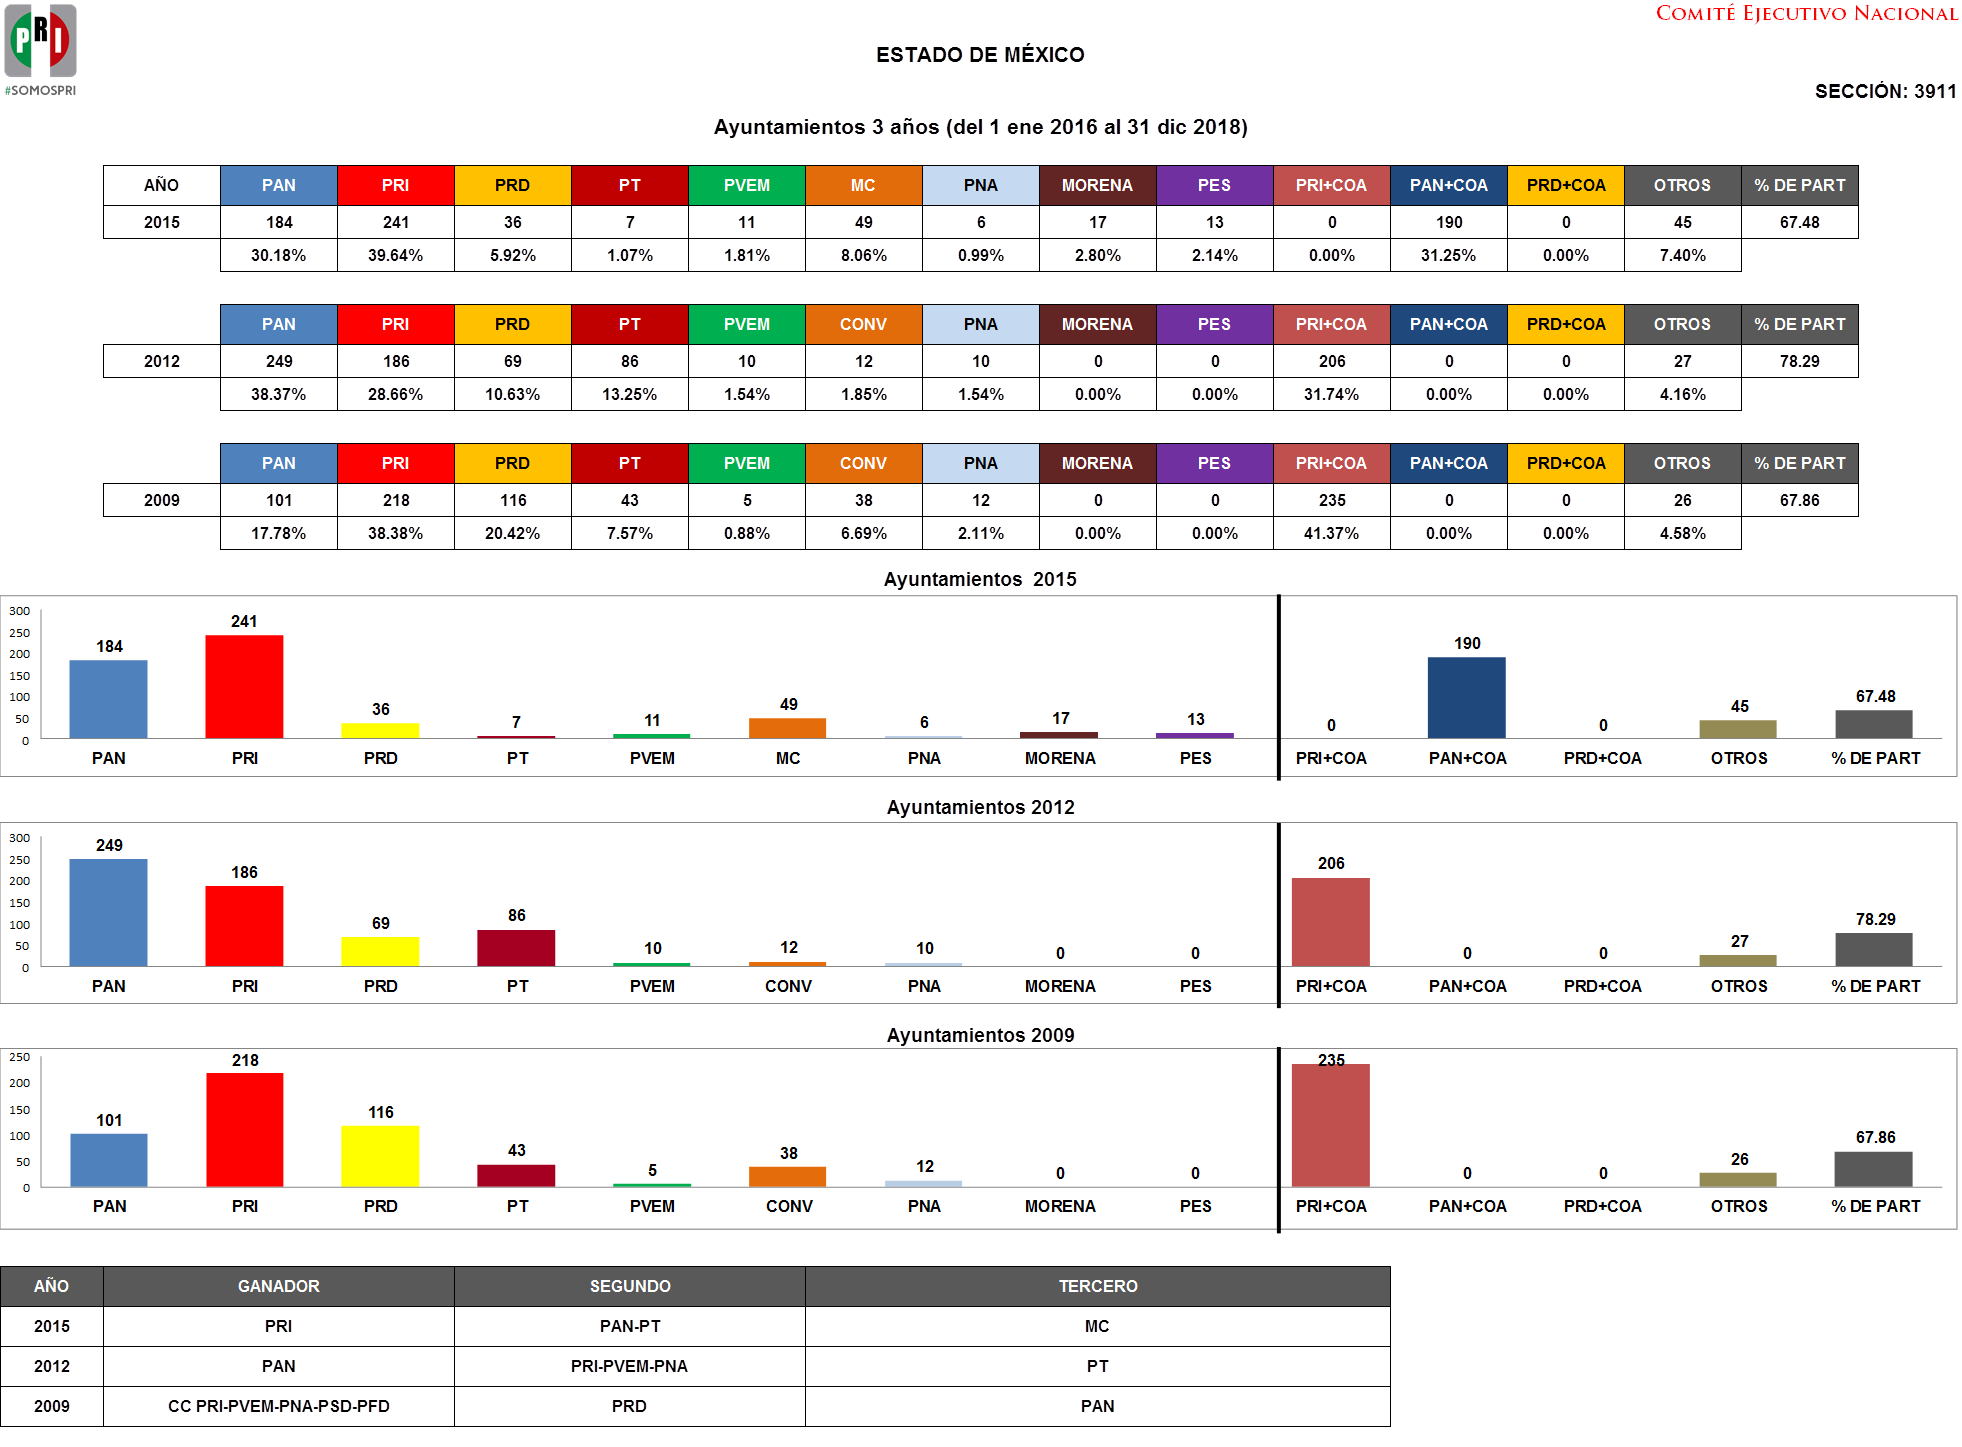 PRI
#SOMOSPRI
COMITÉ EJECUTIVO NACIONAL
ESTADO DE MÉXICO
SECCIÓN: 3911
Ayuntamientos 3 años (del 1 ene 2016 al 31 dic 2018)
AÑO PAN PRI PRD PT PVEM MC PNA MORENA PES PRI+COA PAN+COA PRD+COA OTROS % DE PART
2015 184 241 36 7 11 49 6 17 13 0 190 0 45 67.48
30.18% 39.64% 5.92% 1.07% 1.81% 8.06% 0.99% 2.80% 2.14% 0.00% 31.25% 0.00% 7.40%
PAN PRI PRD PT PVEM CONV PNA MORENA PES PRI+COA PAN+COA PRD+COA OTROS % DE PART
2012 249 186 69 86 10 12 10 0 0 206 0 0 27 78.29
38.37% 28.66% 10.63% 13.25% 1.54% 1.85% 1.54% 0.00% 0.00% 31.74% 0.00% 0.00% 4.16%
PAN PRI PRD PT PVEM CONV PNA MORENA PES PRI+COA PAN+COA PRD+COA OTROS % DE PART
2009 101 218 116 43 5 38 12 0 0 235 0 0 26 67.86
17.78% 38.38% 20.42% 7.57% 0.88% 6.69% 2.11% 0.00% 0.00% 41.37% 0.00% 0.00% 4.58%
Ayuntamientos 2015
300
250
200
150
100
50
0
184 241 36 7 11 49 6 17 13 0 190 0 45 67.48
PAN PRI PRD PT PVEM MC PNA MORENA PES PRI+COA PAN+COA PRD+COA OTROS % DE PART
Ayuntamientos 2012
300
250
200
150
100
50
0
249 186 69 86 10 12 10 0 0 206 0 0 27 78.29
PAN PRI PRD PT PVEM CONV PNA MORENA PES PRI+COA PAN+COA PRD+COA OTROS % DE PART
Ayuntamientos 2009
250
200
150
100
50
0
101 218 116 43 5 38 12 0 0 235 0 0 26 67.86
PAN PRI PRD PT PVEM CONV PNA MORENA PES PRI+COA PAN+COA PRD+COA OTROS % DE PART
AÑO GANADOR SEGUNDO TERCERO
2015 PRI PAN-PT MC
2012 PAN PRI-PVEM-PNA PT
2009 CC PRI-PVEM-PNA-PSD-PFD PRD PAN